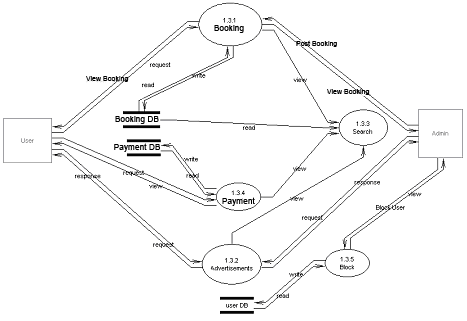 1.3.1
Booking
Post Booking
request
View Booking
write
read
view
View Booking
Booking DB
read
1.3.3
Search
User
Admin
Payment DB
write
read
request
view
view
response
1.3.4
Payment
view
response
request
view
Block User
request
1.3.2
Advertisements
1.3.5
Block
write
read
user DB